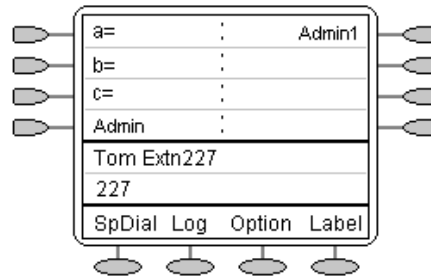 a= : Admin1
b= :
c= :
Admin :
Tom Extn227
227
SpDial Log Option Label